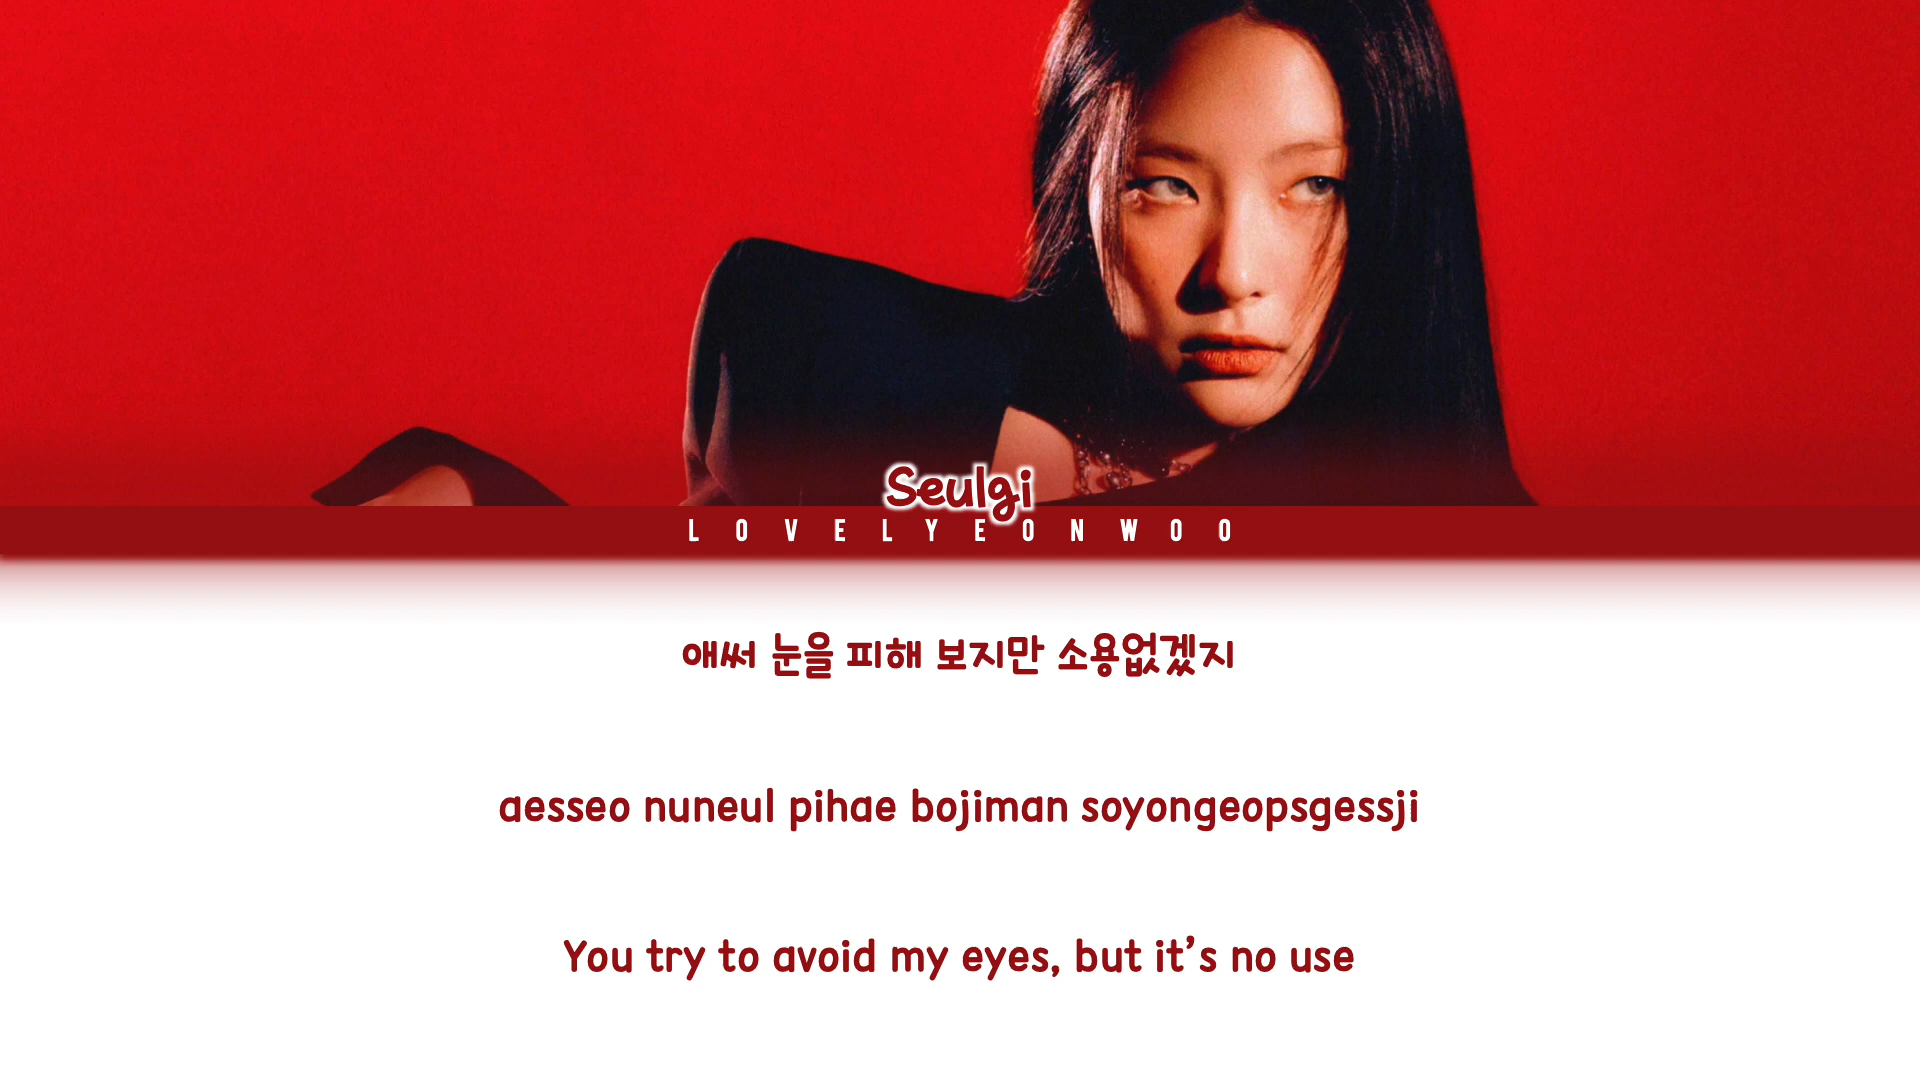 Seulgi
LOVELYEONWOO
애써 눈을 피해 보지만 소용없겠지
aesseo nuneul pihae bojiman soyongeopsgessji
You try to avoid my eyes, but it’s no use